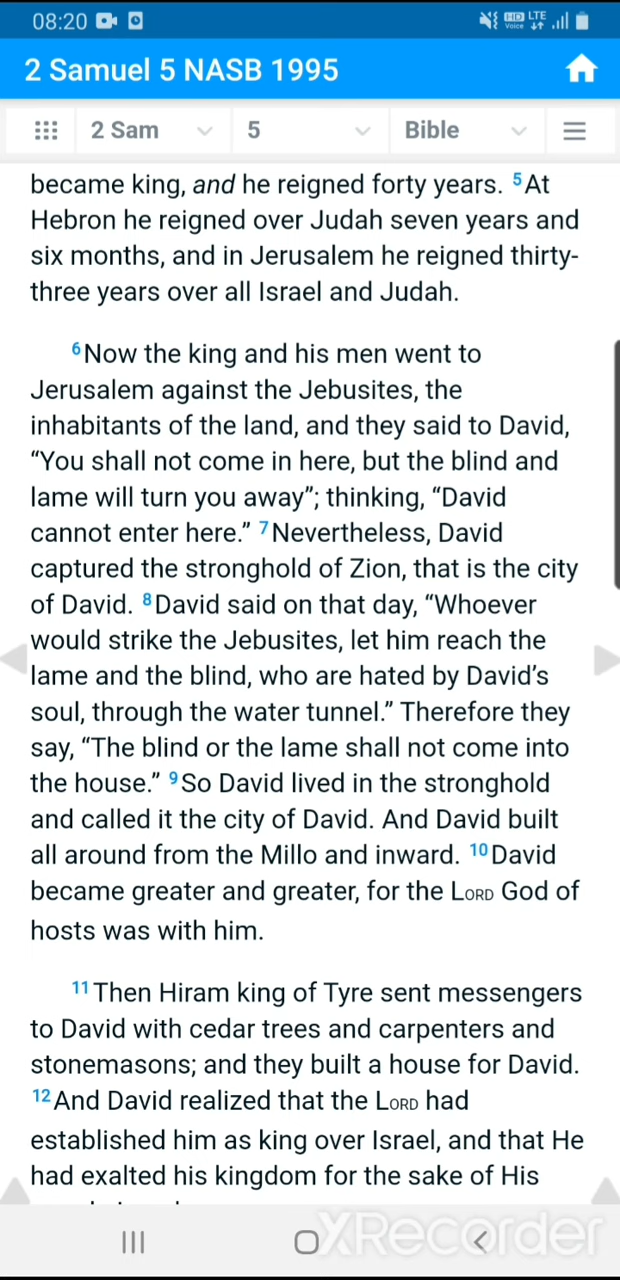 08:20
HD Voice LTE
2 Samuel 5 NASB 1995
2 Sam 5 Bible
became king, and he reigned forty years. 5 At
Hebron he reigned over Judah seven years and
six months, and in Jerusalem he reigned thirty-
three years over all Israel and Judah.
6 Now the king and his men went to
Jerusalem against the Jebusites, the
inhabitants of the land, and they said to David,
“You shall not come in here, but the blind and
lame will turn you away”; thinking, “David
cannot enter here.” 7 Nevertheless, David
captured the stronghold of Zion, that is the city
of David. 8 David said on that day, “Whoever
would strike the Jebusites, let him reach the
lame and the blind, who are hated by David’s
soul, through the water tunnel.” Therefore they
say, “The blind or the lame shall not come into
the house.” 9 So David lived in the stronghold
and called it the city of David. And David built
all around from the Millo and inward. 10 David
became greater and greater, for the LORD God of
hosts was with him.
11 Then Hiram king of Tyre sent messengers
to David with cedar trees and carpenters and
stonemasons; and they built a house for David.
12 And David realized that the LORD had
established him as king over Israel, and that He
had exalted his kingdom for the sake of His
XRecorder